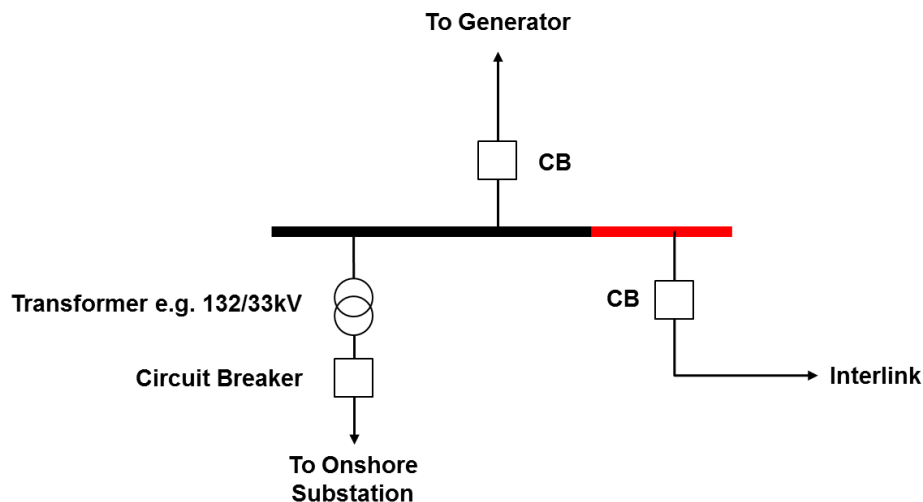 To Generator
CB
Transformer e.g. 132/33kV
CB
Circuit Breaker
Interlink
To Onshore
Substation